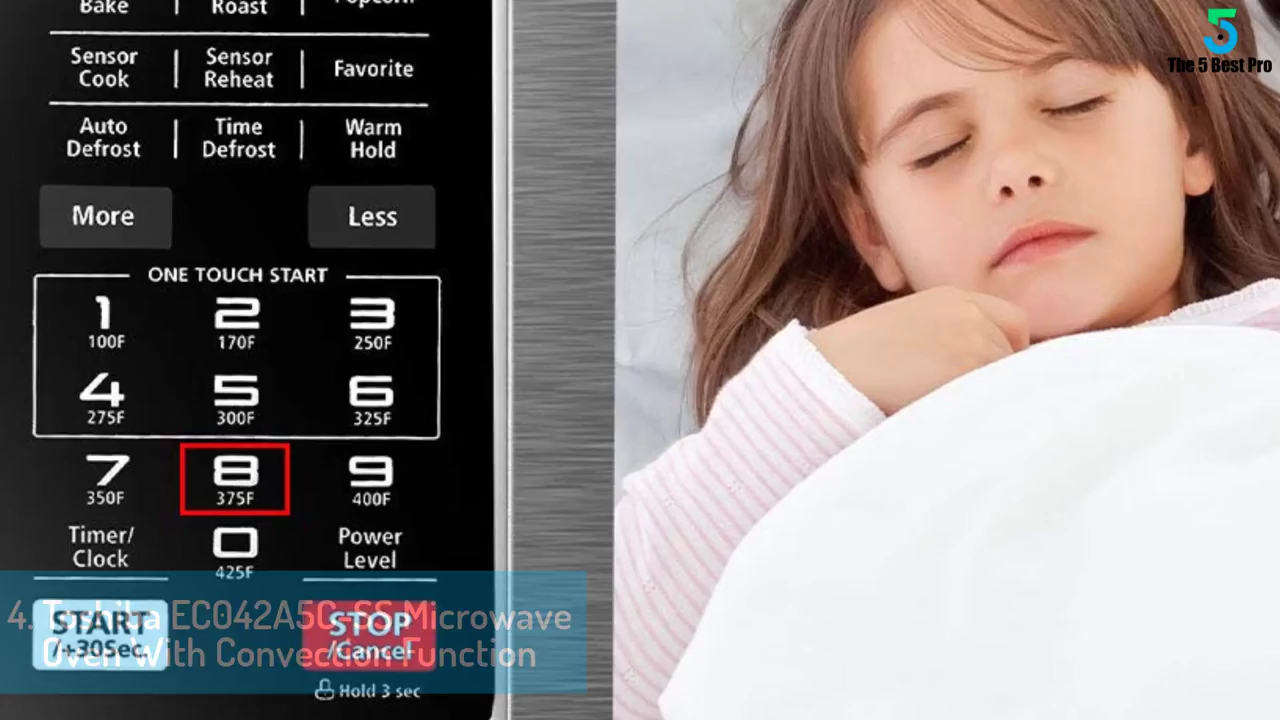 Bake Roast Popcorn
Sensor Cook Sensor Reheat Favorite
Auto Defrost Time Defrost Warm Hold
More Less
ONE TOUCH START
1 2 3
100F 170F 250F
4 5 6
275F 300F 325F
7 8 9
350F 375F 400F
Timer/Clock 0 Power Level
425F
START /+30Sec. STOP /Cancel
Hold 3 sec
4. Toshiba EC042A5C-SS Microwave
Oven With Convection Function
5
The 5 Best Pro